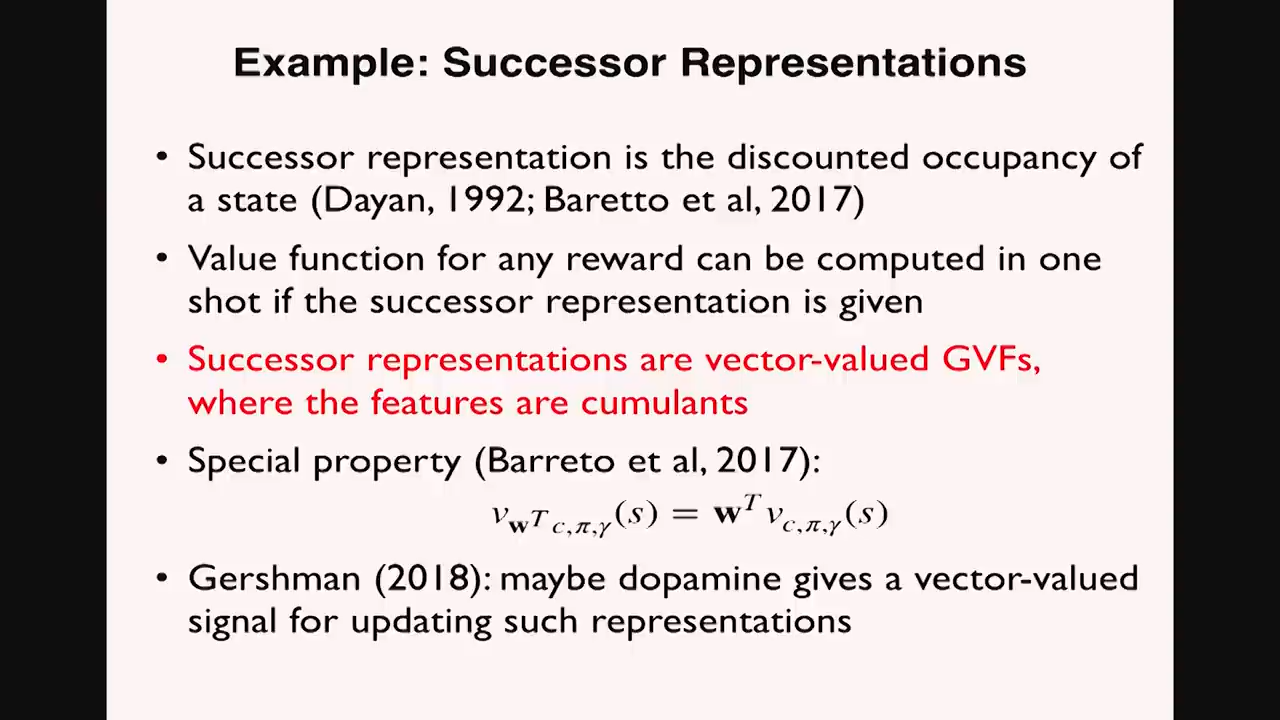 Example: Successor Representations
• Successor representation is the discounted occupancy of
a state (Dayan, 1992; Baretto et al, 2017)
• Value function for any reward can be computed in one
shot if the successor representation is given
• Successor representations are vector-valued GVFs,
where the features are cumulants
• Special property (Barreto et al, 2017):
v_{𝐰^T c,π,γ}(s) = 𝐰^T v_{c,π,γ}(s)
• Gershman (2018): maybe dopamine gives a vector-valued
signal for updating such representations